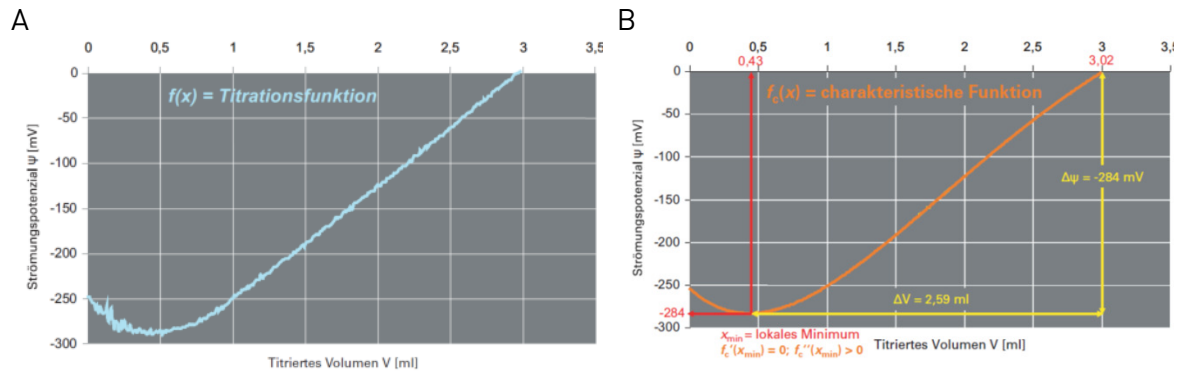 A
0 0,5 1 1,5 2 2,5 3 3,5
0
-50
-100
-150
-200
-250
-300
Strömungspotenzial ψ [mV]
f(x) = Titrationsfunktion
Titriertes Volumen V [ml]
B
0 0,5 1 1,5 2 2,5 3 3,5
0,43
3,02
0
-50
-100
-150
-200
-250
-284
-300
Strömungspotenzial ψ [mV]
fc(x) = charakteristische Funktion
Δψ = -284 mV
ΔV = 2,59 ml
xmin = lokales Minimum
fc'(xmin) = 0; fc''(xmin) > 0
Titriertes Volumen V [ml]